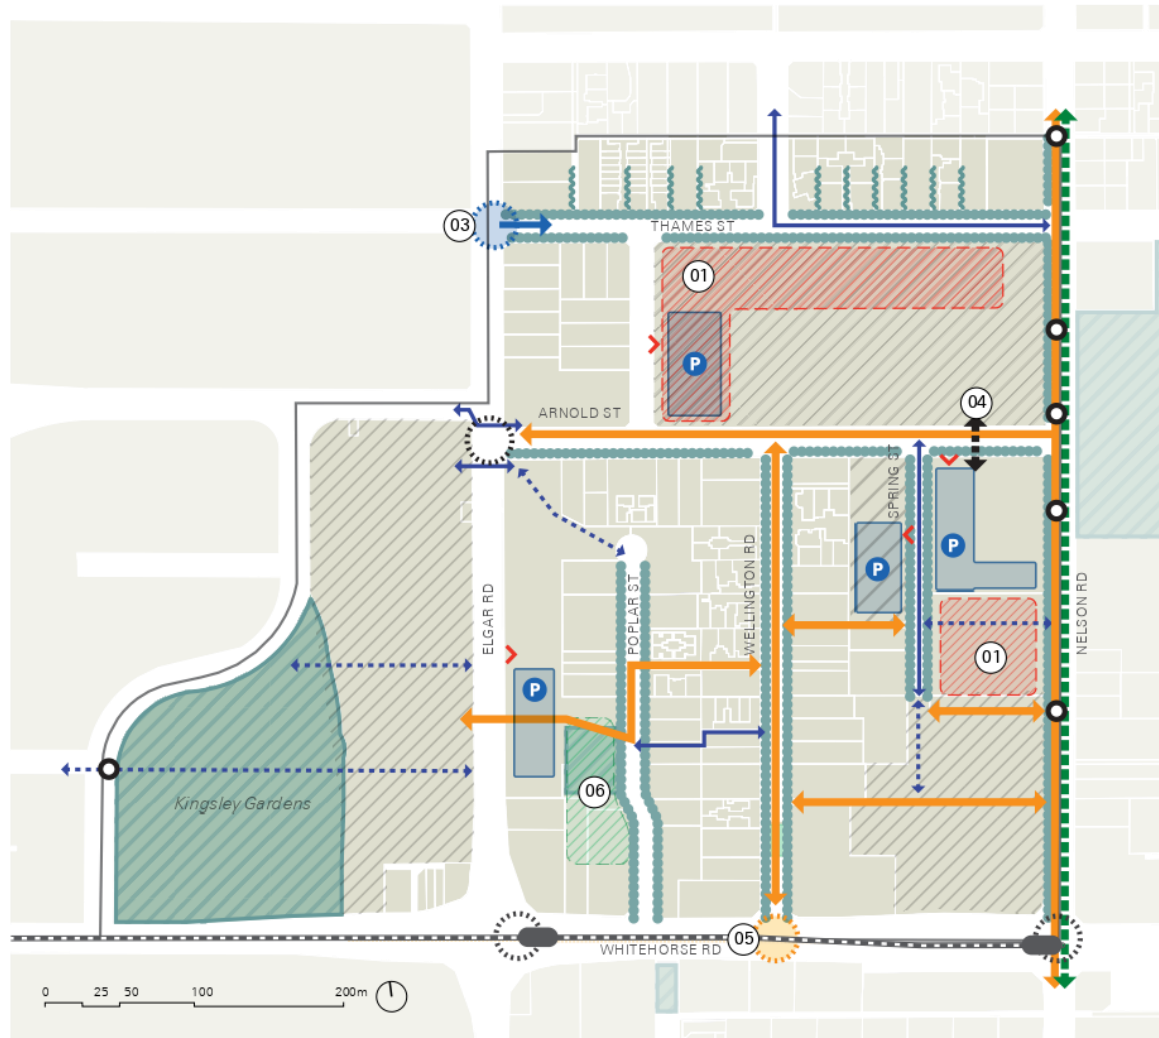 03
THAMES ST
01
P
04
ARNOLD ST
SPRING ST
P
P
WELLINGTON RD
POPLAR ST
ELGAR RD
NELSON RD
01
P
06
Kingsley Gardens
05
WHITEHORSE RD
0 25 50 100 200m